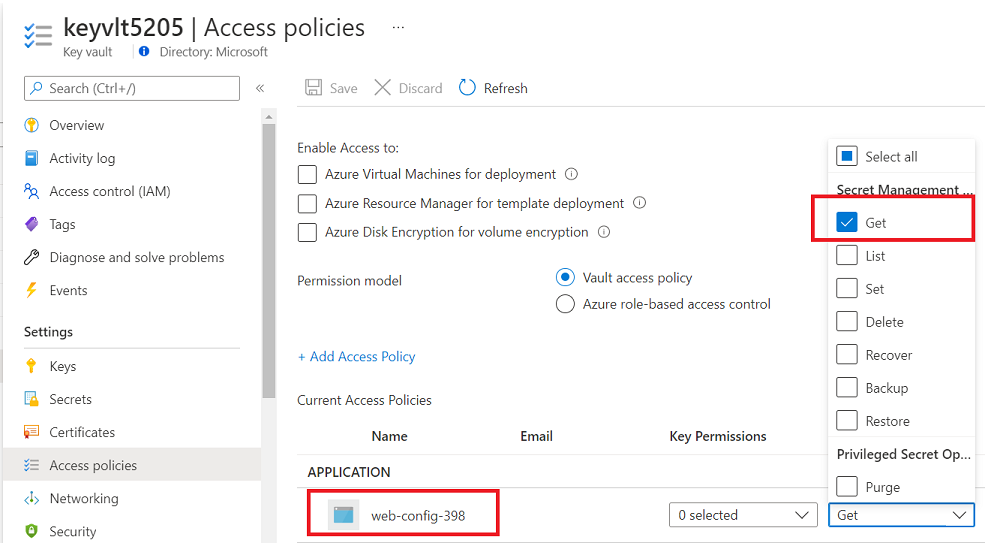 keyvlt5205 | Access policies ...
Key vault
Directory: Microsoft
Search (Ctrl+/)
«
Overview
Activity log
Access control (IAM)
Tags
Diagnose and solve problems
Events
Settings
Keys
Secrets
Certificates
Access policies
Networking
Security
Save
Discard
Refresh
Enable Access to:
Azure Virtual Machines for deployment
Azure Resource Manager for template deployment
Azure Disk Encryption for volume encryption
Permission model
Vault access policy
Azure role-based access control
+ Add Access Policy
Current Access Policies
Name
Email
Key Permissions
APPLICATION
web-config-398
0 selected
Get
Select all
Secret Management ...
Get
List
Set
Delete
Recover
Backup
Restore
Privileged Secret Op...
Purge